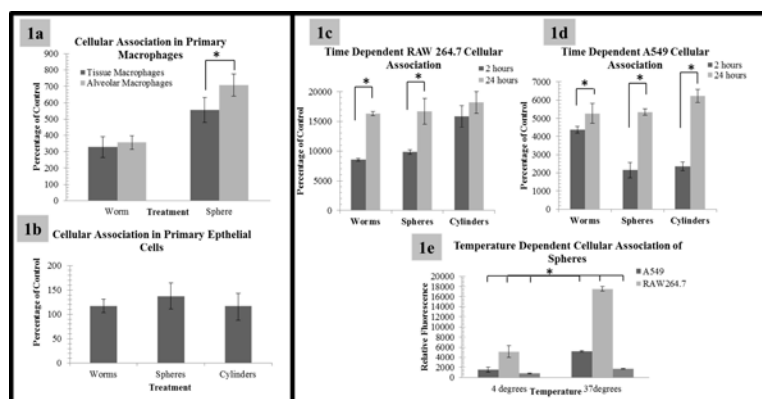 1a
Cellular Association in Primary
Macrophages
Percentage of Control
900
800
700
600
500
400
300
200
100
0
Tissue Macrophages
Alveolar Macrophages
*
Worm Treatment Sphere
1b
Cellular Association in Primary Epthelial
Cells
Percentage of Control
200
150
100
50
0
Worms Spheres Cylinders
Treatment
1c
Time Dependent RAW 264.7 Cellular
Association
2 hours
24 hours
Percentage of Control
20000
15000
10000
5000
0
* *
Worms Spheres Cylinders
1d
Time Dependent A549 Cellular
Association
2 hours
24 hours
Percentage of Control
7000
6000
5000
4000
3000
2000
1000
0
* * *
Worms Spheres Cylinders
1e
Temperature Dependent Cellular Association of
Spheres
A549
RAW264.7
Relative Fluorescence
20000
18000
16000
14000
12000
10000
8000
6000
4000
2000
0
*
4 degrees Temperature 37degrees